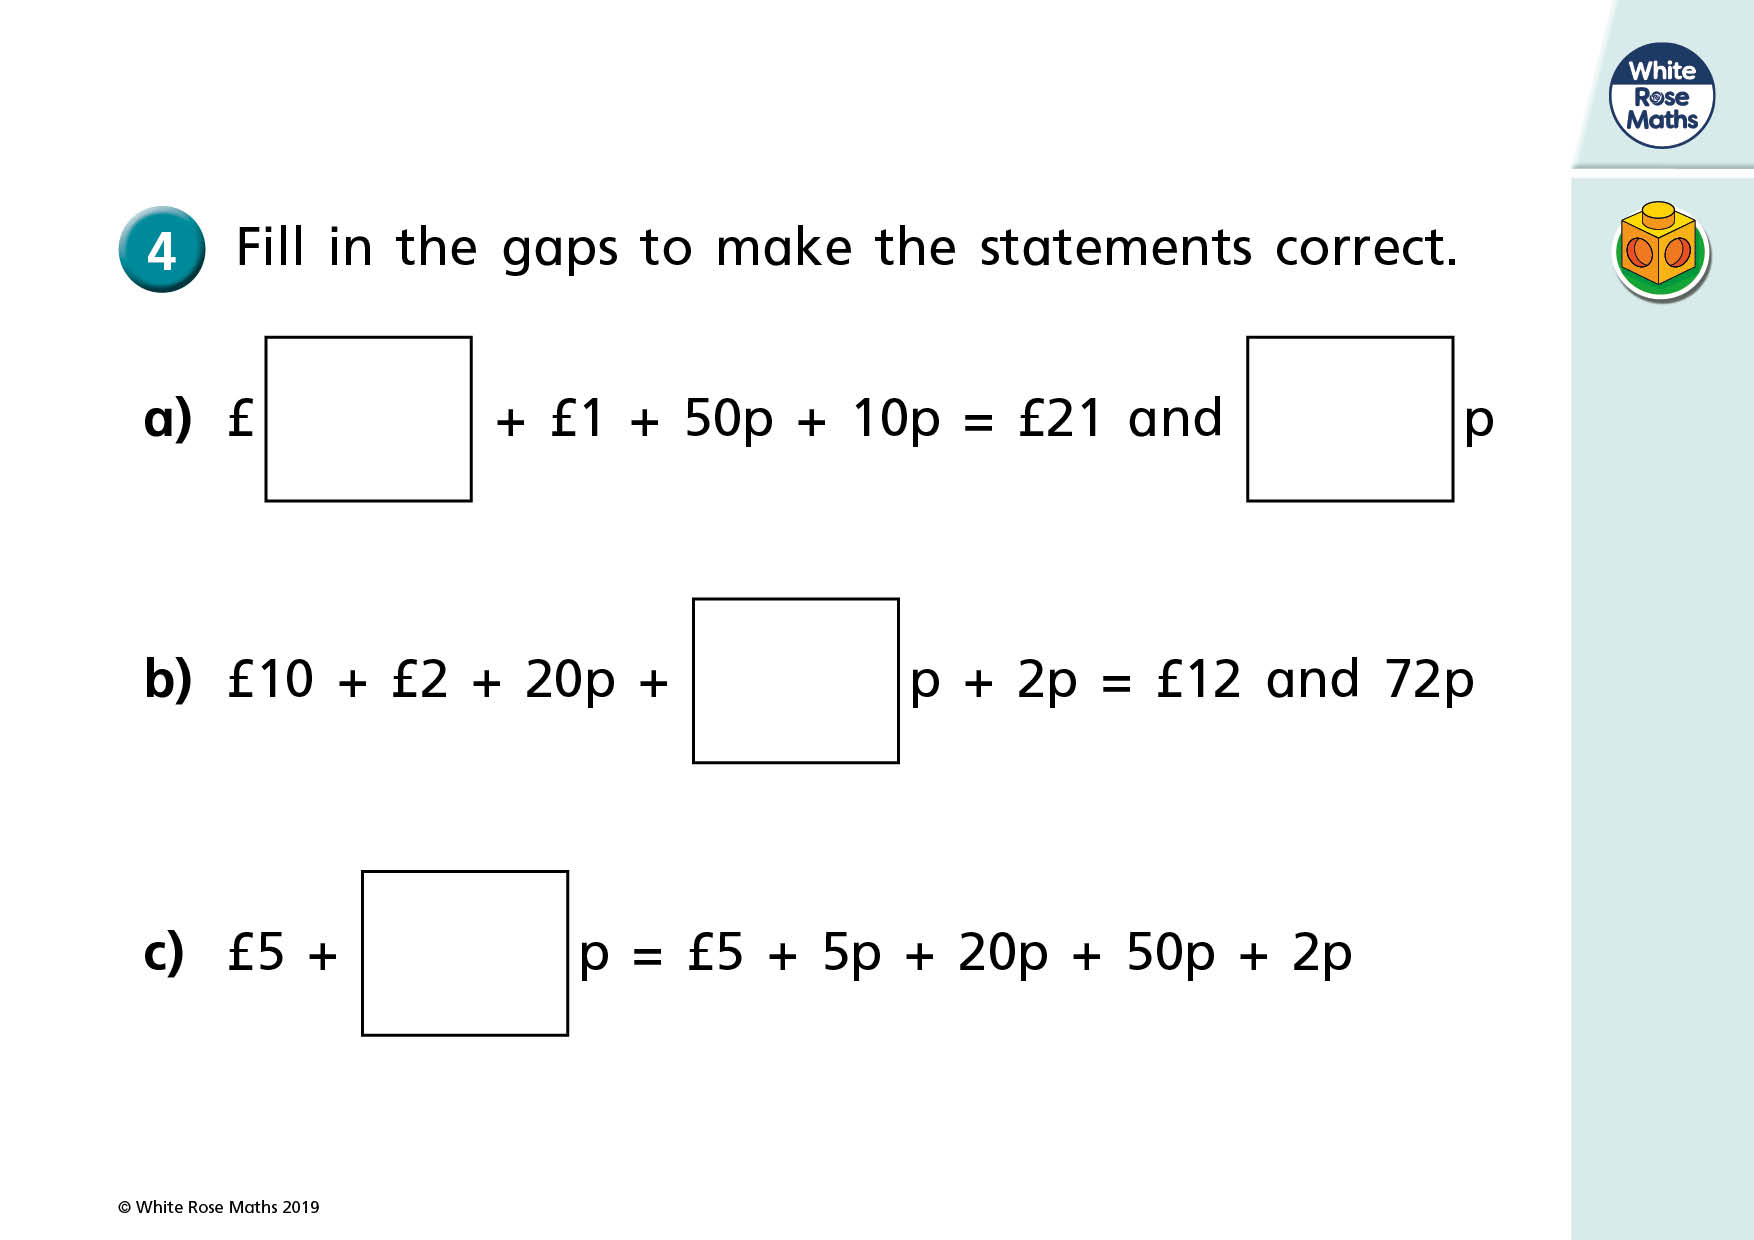 White
Rose
Maths
4 Fill in the gaps to make the statements correct.
a) £ + £1 + 50p + 10p = £21 and p
b) £10 + £2 + 20p + p + 2p = £12 and 72p
c) £5 + p = £5 + 5p + 20p + 50p + 2p
© White Rose Maths 2019